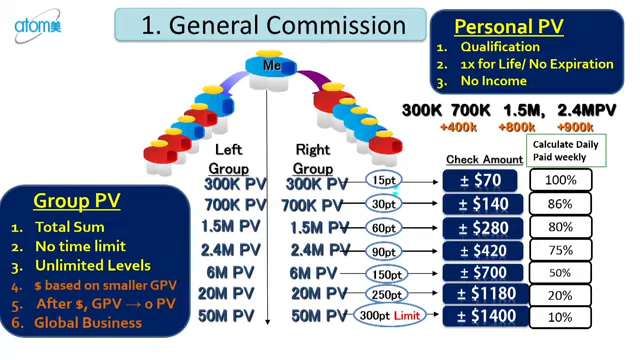 atom美
1. General Commission
Personal PV
1. Qualification
2. 1x for Life/ No Expiration
3. No Income
Me
300K 700K 1.5M, 2.4MPV
+400k +800k +900k
Left Group
Right Group
Check Amount
Calculate Daily
Paid weekly
300K PV 300K PV 15pt ± $70 100%
700K PV 700K PV 30pt ± $140 86%
1.5M PV 1.5M PV 60pt ± $280 80%
2.4M PV 2.4M PV 90pt ± $420 75%
6M PV 6M PV 150pt ± $700 50%
20M PV 20M PV 250pt ± $1180 20%
50M PV 50M PV 300pt Limit ± $1400 10%
Group PV
1. Total Sum
2. No time limit
3. Unlimited Levels
4. $ based on smaller GPV
5. After $, GPV → 0 PV
6. Global Business